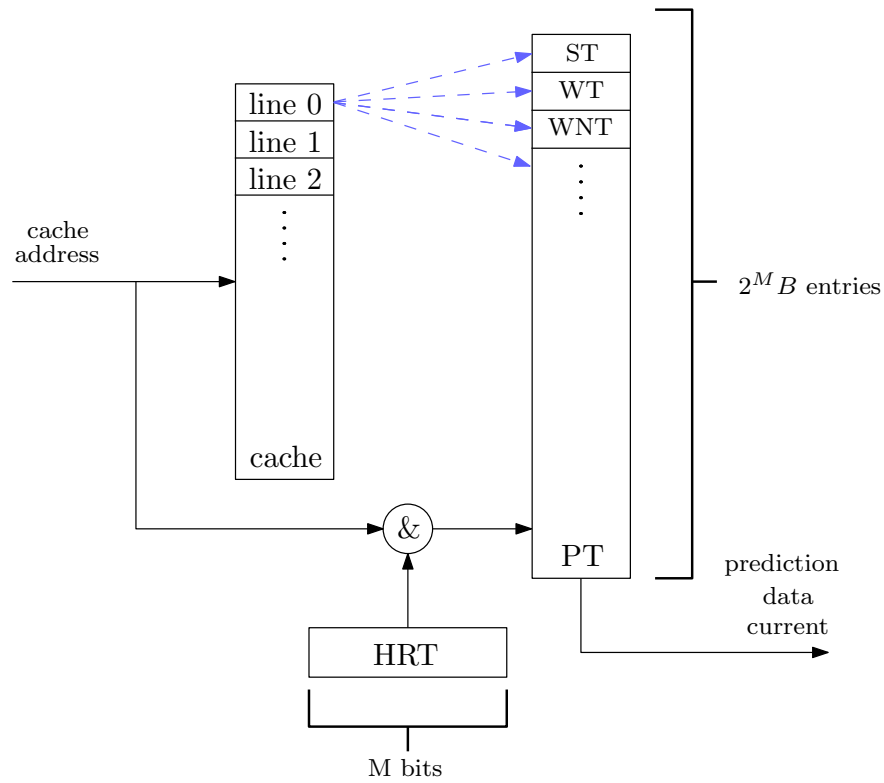 ST
WT
WNT
line 0
line 1
line 2
cache
address
2^M B entries
cache
&
PT
prediction
data
current
HRT
M bits